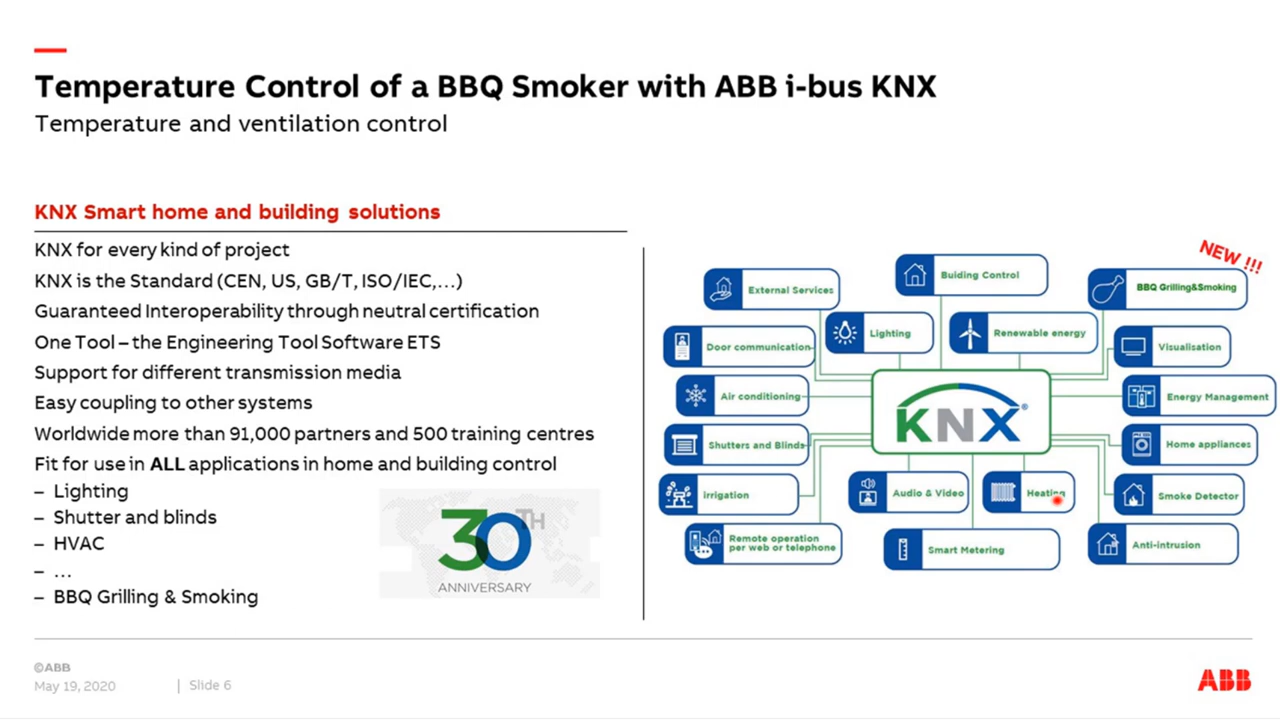 Temperature Control of a BBQ Smoker with ABB i-bus KNX
Temperature and ventilation control
KNX Smart home and building solutions
KNX for every kind of project
KNX is the Standard (CEN, US, GB/T, ISO/IEC,...)
Guaranteed Interoperability through neutral certification
One Tool – the Engineering Tool Software ETS
Support for different transmission media
Easy coupling to other systems
Worldwide more than 91,000 partners and 500 training centres
Fit for use in ALL applications in home and building control
– Lighting
– Shutter and blinds
– HVAC
– ...
– BBQ Grilling & Smoking
30TH
ANNIVERSARY
NEW !!!
External Services
Buiding Control
BBQ Grilling&Smoking
Lighting
Renewable energy
Door communication
Visualisation
Air conditioning
KNX®
Energy Management
Shutters and Blinds
Home appliances
Irrigation
Audio & Video
Heating
Smoke Detector
Remote operation
per web or telephone
Smart Metering
Anti-intrusion
©ABB
May 19, 2020
| Slide 6
ABB